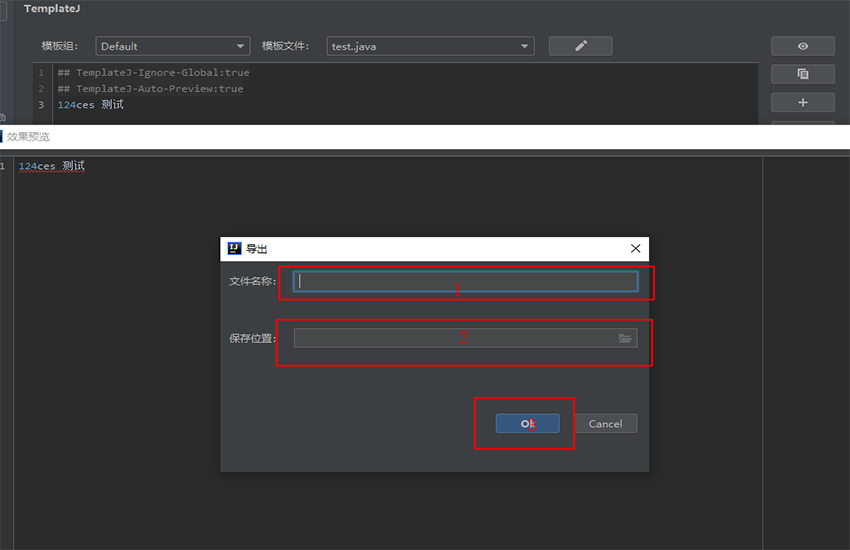 TemplateJ
模板组: Default 模板文件: test.java
1 ## TemplateJ-Ignore-Global:true
2 ## TemplateJ-Auto-Preview:true
3 124ces 测试
效果预览
1 124ces 测试
IJ 导出
文件名称: 1
保存位置: 2
Ok Cancel